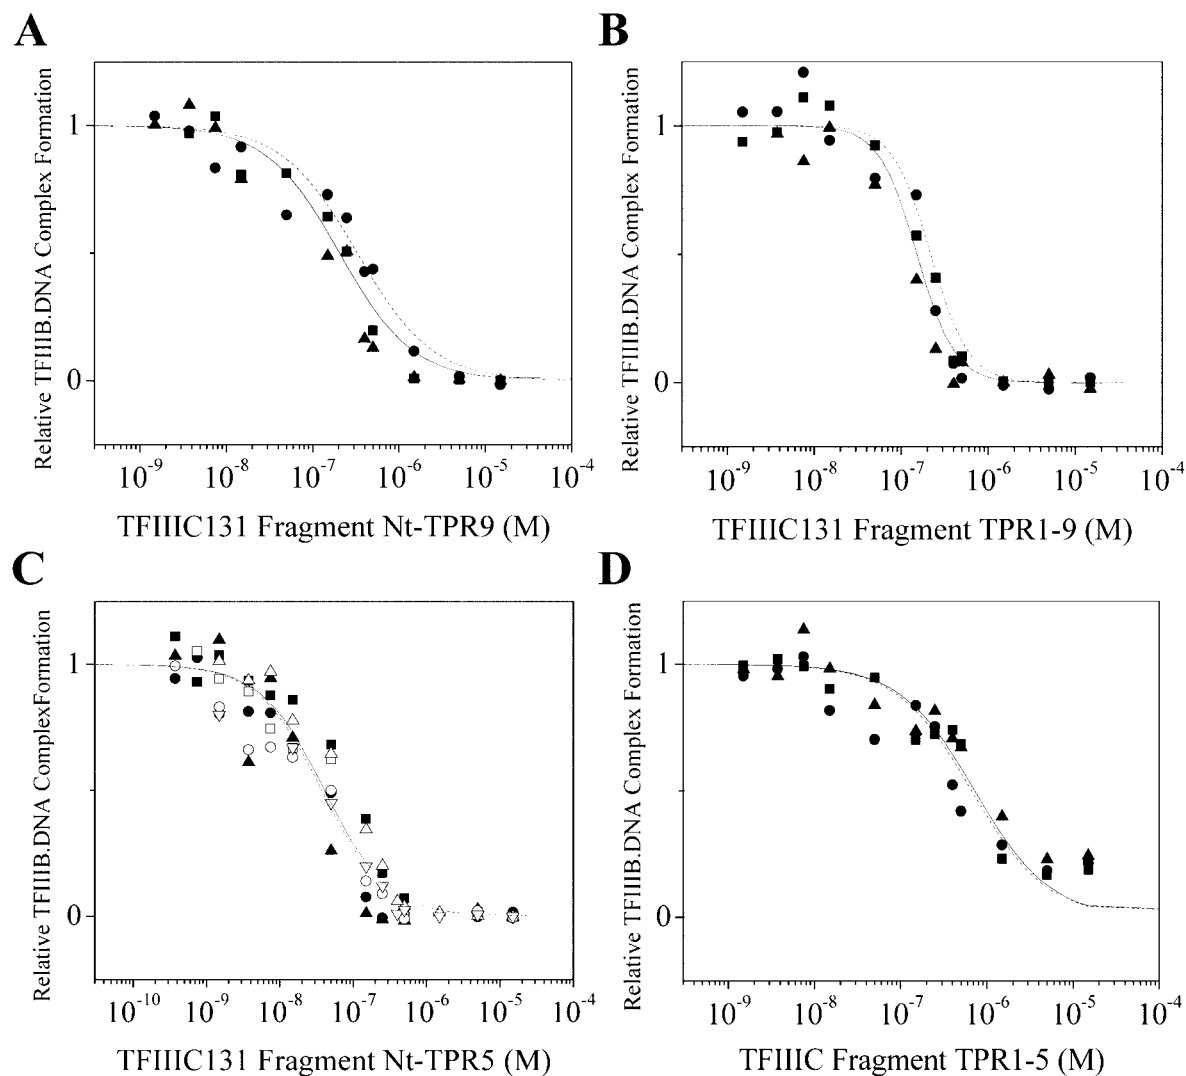 A
Relative TFIIIB.DNA Complex Formation
1
0
10⁻⁹ 10⁻⁸ 10⁻⁷ 10⁻⁶ 10⁻⁵ 10⁻⁴
TFIIIC131 Fragment Nt-TPR9 (M)
B
Relative TFIIIB.DNA Complex Formation
1
0
10⁻⁹ 10⁻⁸ 10⁻⁷ 10⁻⁶ 10⁻⁵ 10⁻⁴
TFIIIC131 Fragment TPR1-9 (M)
C
Relative TFIIIB.DNA ComplexFormation
1
0
10⁻¹⁰ 10⁻⁹ 10⁻⁸ 10⁻⁷ 10⁻⁶ 10⁻⁵ 10⁻⁴
TFIIIC131 Fragment Nt-TPR5 (M)
D
Relative TFIIIB.DNA Complex Formation
1
0
10⁻⁹ 10⁻⁸ 10⁻⁷ 10⁻⁶ 10⁻⁵ 10⁻⁴
TFIIIC Fragment TPR1-5 (M)